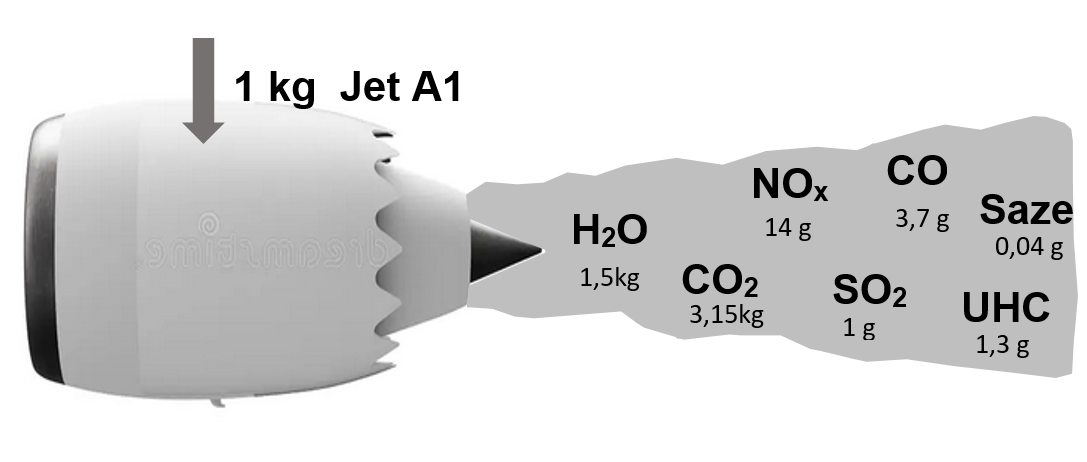 1 kg Jet A1
H₂O
1,5kg
CO₂
3,15kg
NOₓ
14 g
SO₂
1 g
CO
3,7 g
Saze
0,04 g
UHC
1,3 g